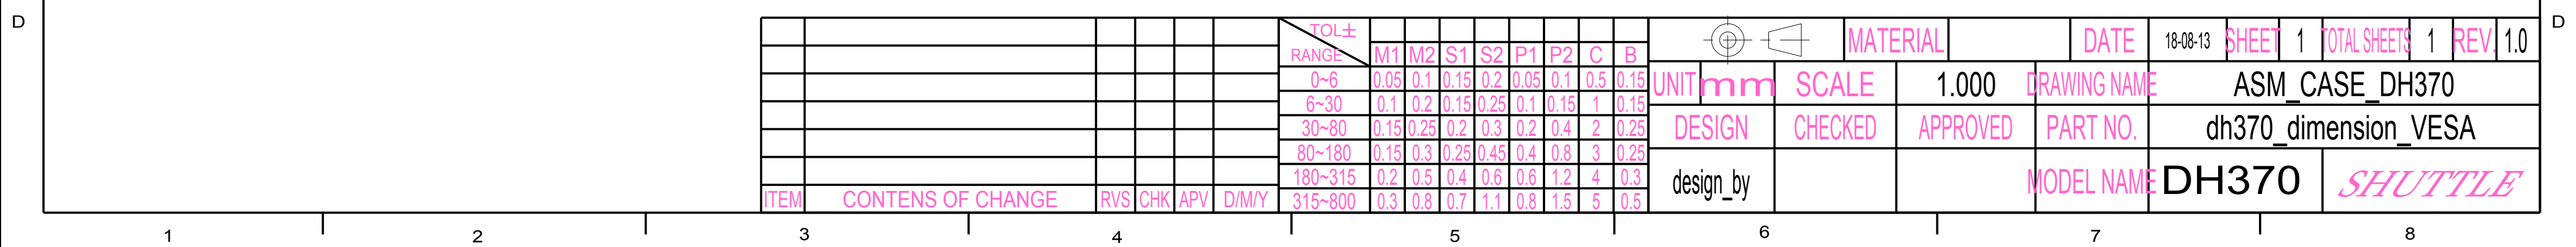 D D
TOL± MATERIAL DATE 18-08-13 SHEET 1 TOTAL SHEETS 1 REV. 1.0
RANGE M1 M2 S1 S2 P1 P2 C B
0~6 0.05 0.1 0.15 0.2 0.05 0.1 0.5 0.15 UNIT mm SCALE 1.000 DRAWING NAME ASM_CASE_DH370
6~30 0.1 0.2 0.15 0.25 0.1 0.15 1 0.15
30~80 0.15 0.25 0.2 0.3 0.2 0.4 2 0.25 DESIGN CHECKED APPROVED PART NO. dh370_dimension_VESA
80~180 0.15 0.3 0.25 0.45 0.4 0.8 3 0.25
180~315 0.2 0.5 0.4 0.6 0.6 1.2 4 0.3 design_by MODEL NAME DH370 SHUTTLE
ITEM CONTENS OF CHANGE RVS CHK APV D/M/Y 315~800 0.3 0.8 0.7 1.1 0.8 1.5 5 0.5
1 2 3 4 5 6 7 8